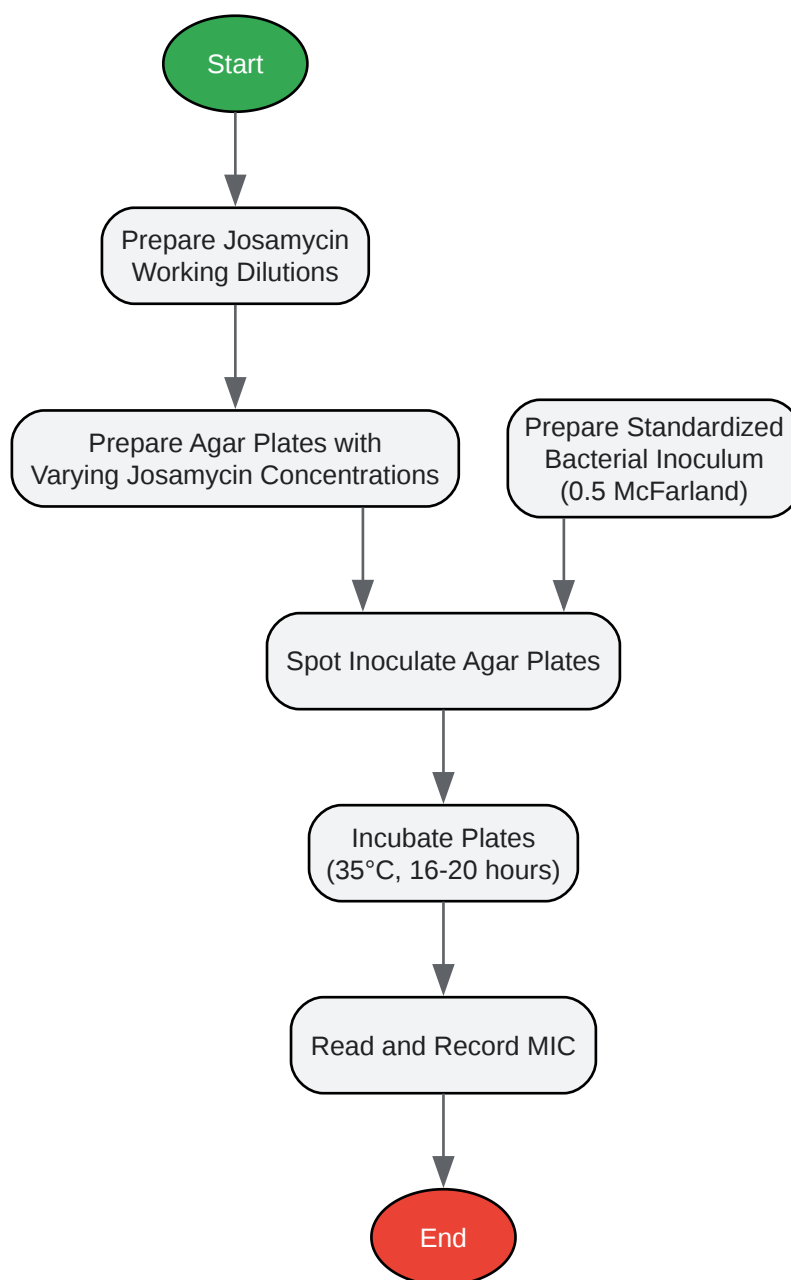 Start
Prepare Josamycin
Working Dilutions
Prepare Agar Plates with
Varying Josamycin Concentrations
Prepare Standardized
Bacterial Inoculum
(0.5 McFarland)
Spot Inoculate Agar Plates
Incubate Plates
(35°C, 16-20 hours)
Read and Record MIC
End